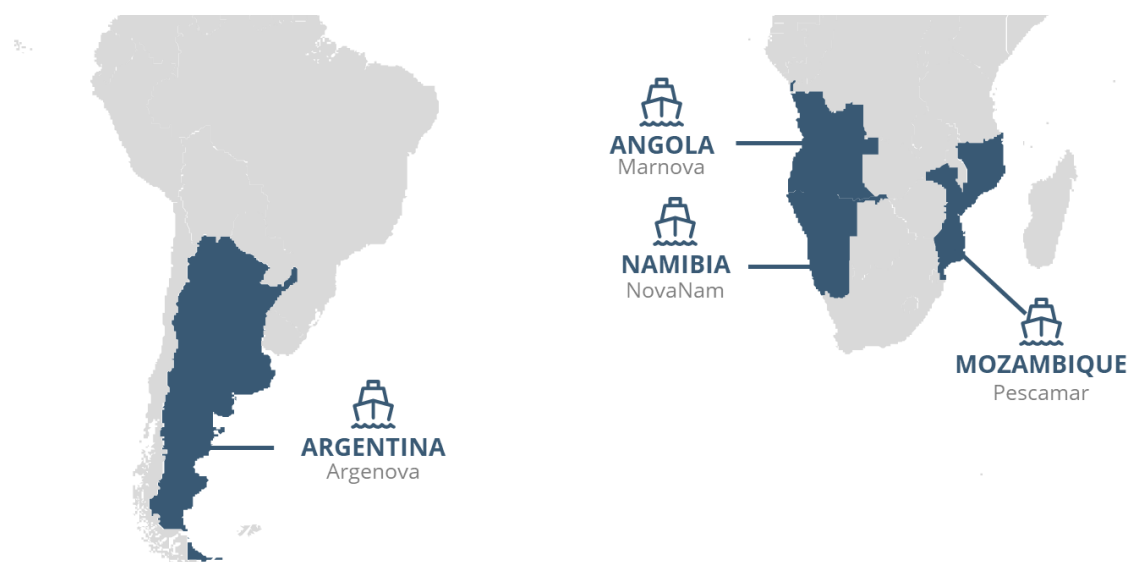 ANGOLA
Marnova
NAMIBIA
NovaNam
MOZAMBIQUE
Pescamar
ARGENTINA
Argenova